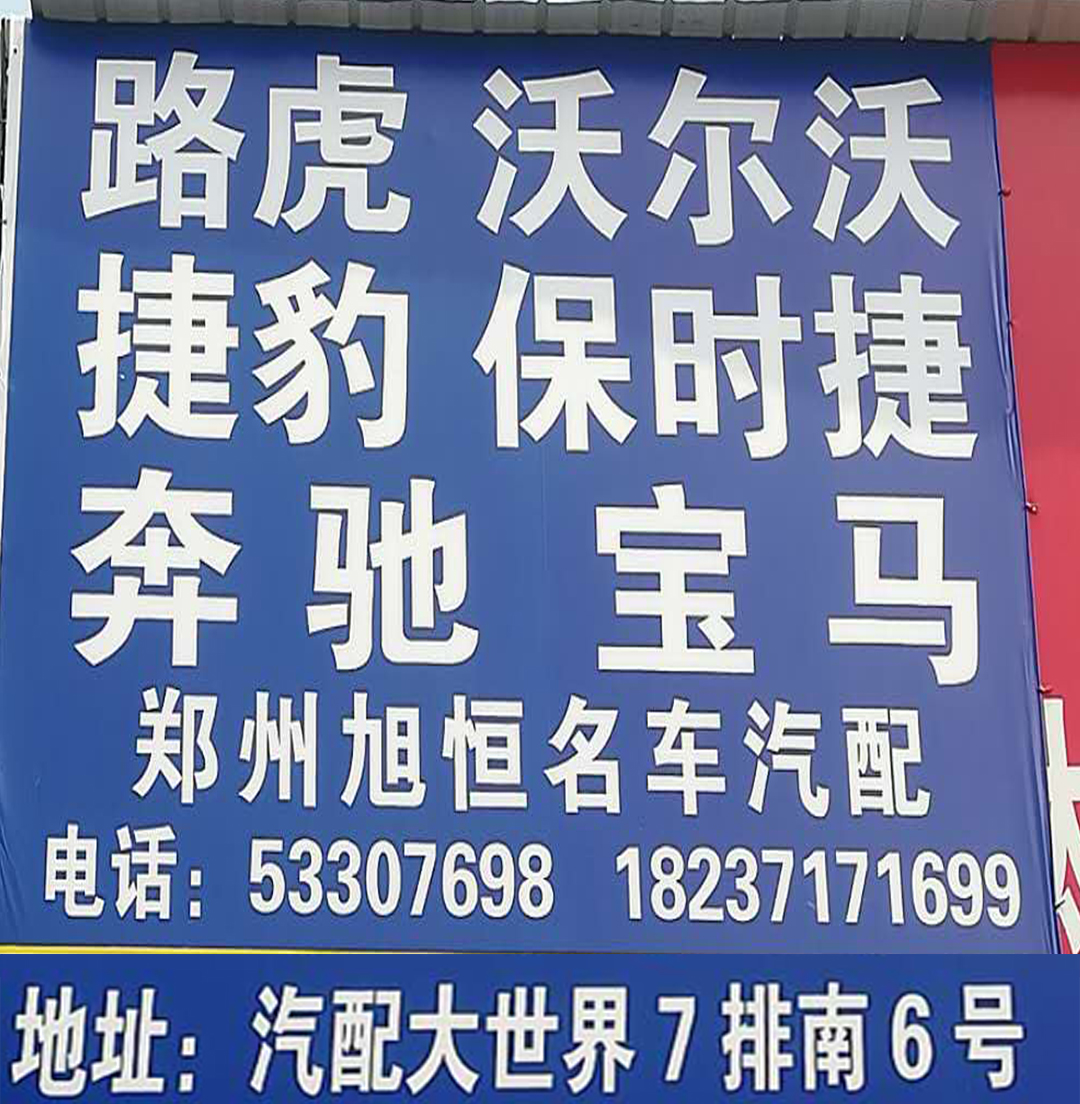 路虎 沃尔沃
捷豹 保时捷
奔驰 宝马
郑州旭恒名车汽配
电话：53307698 18237171699
地址：汽配大世界7排南6号